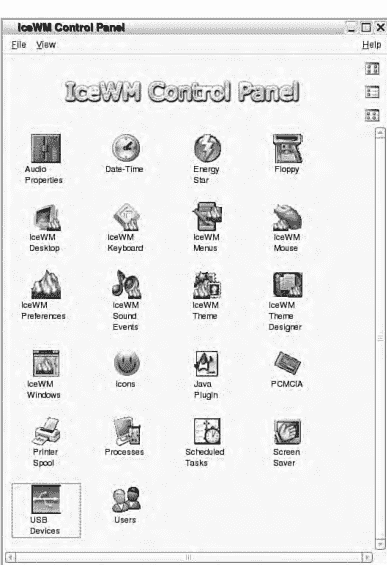 IceWM Control Panel
File View Help
IceWM Control Panel
Audio Properties
Date-Time
Energy Star
Floppy
IceWM Desktop
IceWM Keyboard
IceWM Menus
IceWM Mouse
IceWM Preferences
IceWM Sound Events
IceWM Theme
IceWM Theme Designer
IceWM Windows
Icons
Java Plugin
PCMCIA
Printer Spool
Processes
Scheduled Tasks
Screen Saver
USB Devices
Users